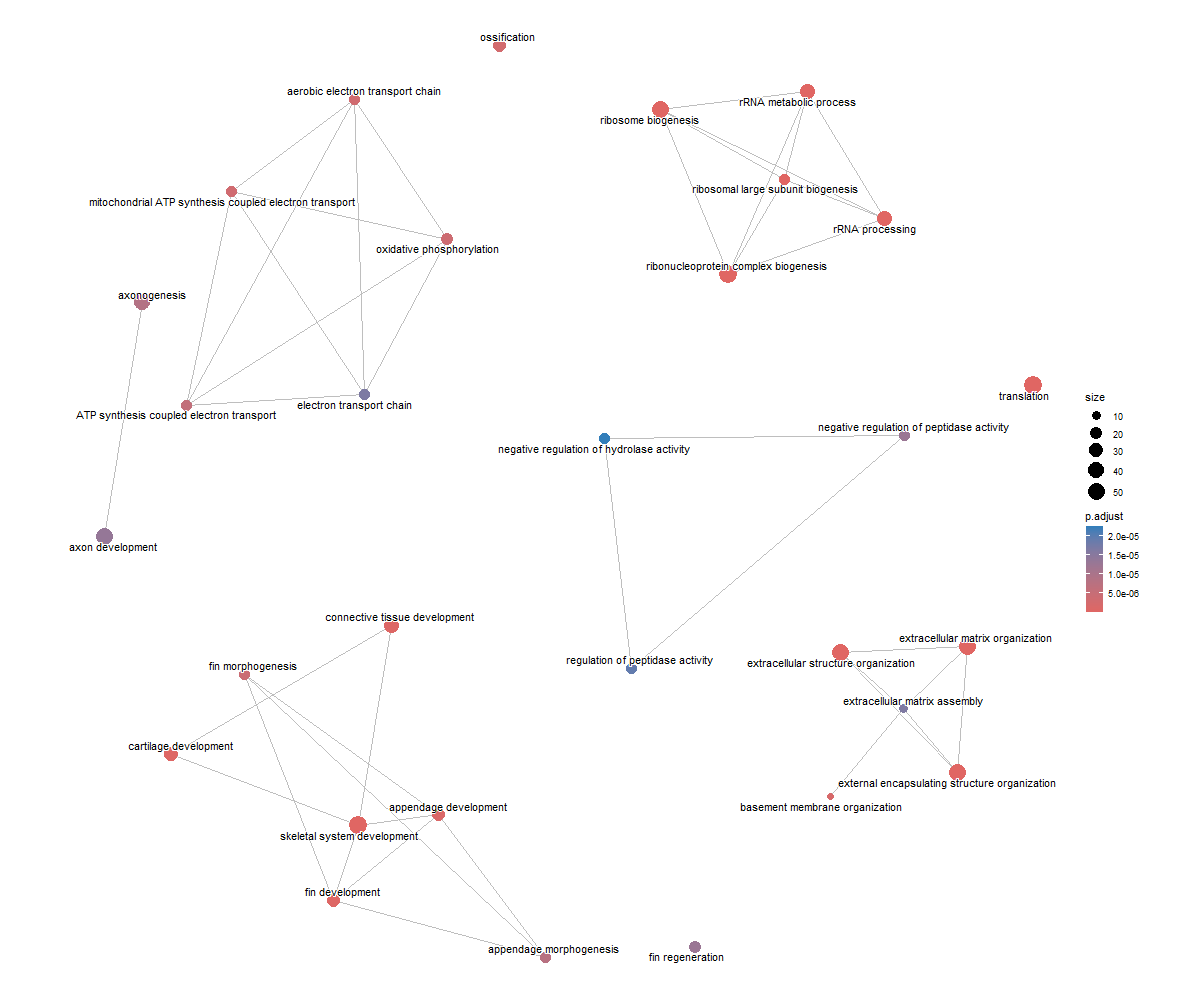 ossification
aerobic electron transport chain
rRNA metabolic process
ribosome biogenesis
ribosomal large subunit biogenesis
mitochondrial ATP synthesis coupled electron transport
rRNA processing
oxidative phosphorylation
ribonucleoprotein complex biogenesis
axonogenesis
translation
size
electron transport chain
ATP synthesis coupled electron transport
10
negative regulation of peptidase activity
20
negative regulation of hydrolase activity
30
40
50
p.adjust
2.0e-05
axon development
1.5e-05
1.0e-05
5.0e-06
connective tissue development
extracellular matrix organization
fin morphogenesis
regulation of peptidase activity
extracellular structure organization
extracellular matrix assembly
cartilage development
external encapsulating structure organization
appendage development
basement membrane organization
skeletal system development
fin development
appendage morphogenesis
fin regeneration